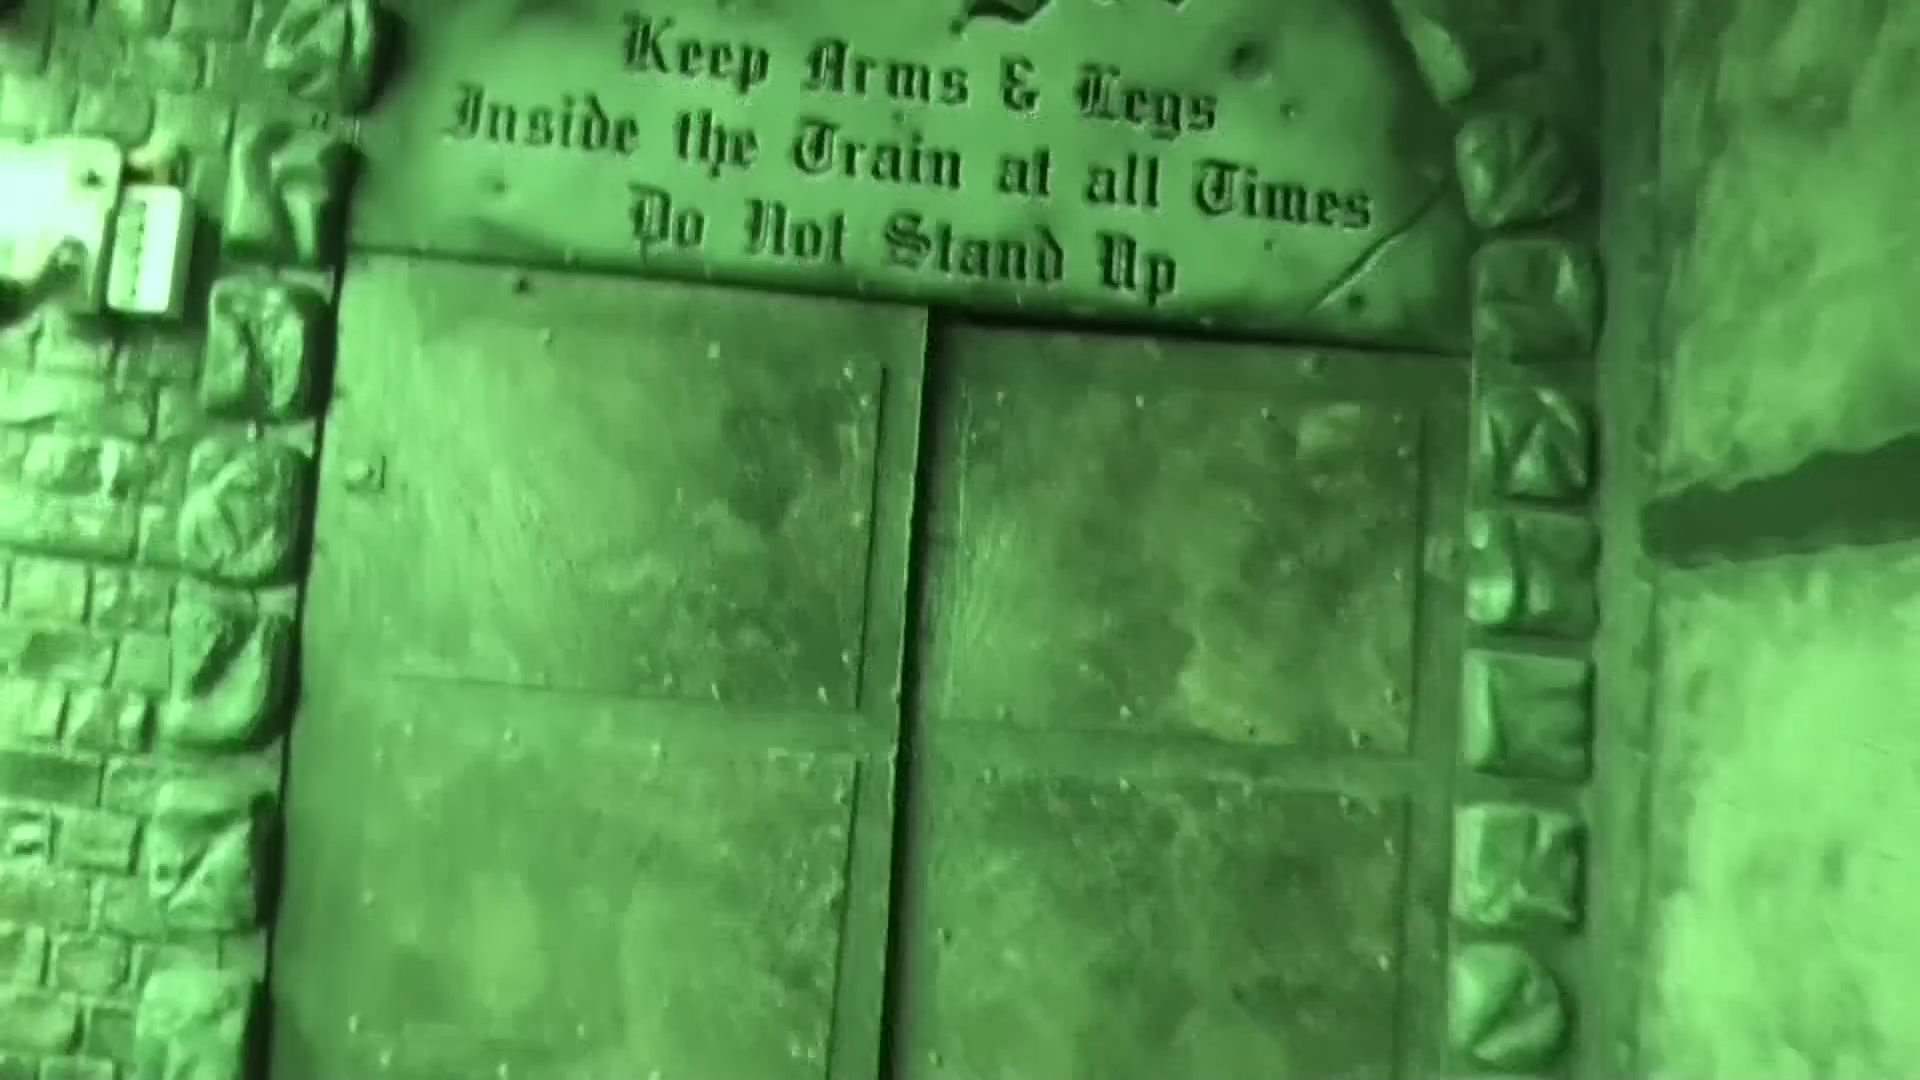 Keep Arms & Legs
Inside the Train at all Times
Do Not Stand Up